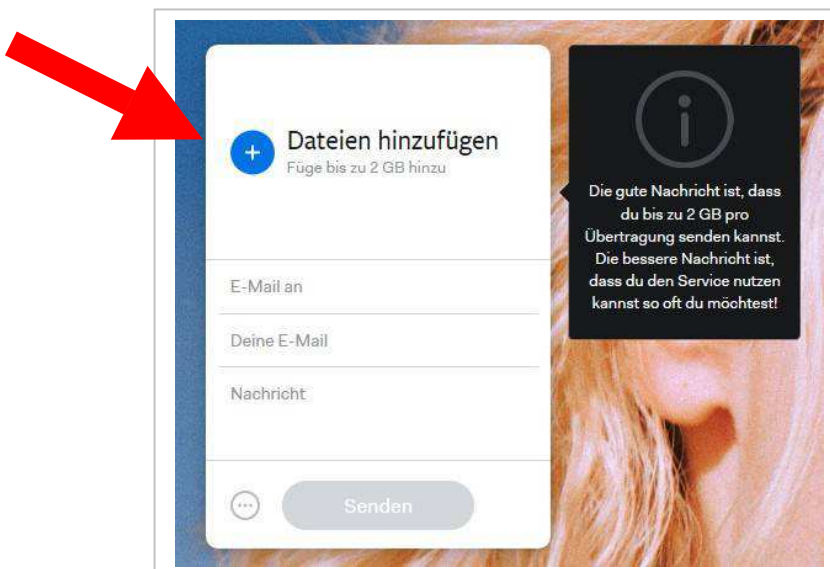 Dateien hinzufügen
Füge bis zu 2 GB hinzu
E-Mail an
Deine E-Mail
Nachricht
Senden
Die gute Nachricht ist, dass
du bis zu 2 GB pro
Übertragung senden kannst.
Die bessere Nachricht ist,
dass du den Service nutzen
kannst so oft du möchtest!